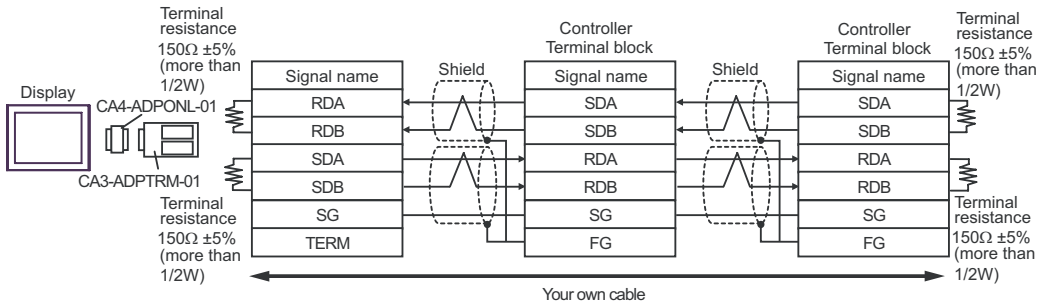 Terminal
resistance
150Ω ±5%
(more than
1/2W)
Display
CA4-ADPONL-01
CA3-ADPTRM-01
Terminal
resistance
150Ω ±5%
(more than
1/2W)
Signal name
RDA
RDB
SDA
SDB
SG
TERM
Shield
Controller
Terminal block
Signal name
SDA
SDB
RDA
RDB
SG
FG
Shield
Controller
Terminal block
Signal name
SDA
SDB
RDA
RDB
SG
FG
Terminal
resistance
150Ω ±5%
(more than
1/2W)
Terminal
resistance
150Ω ±5%
(more than
1/2W)
Your own cable